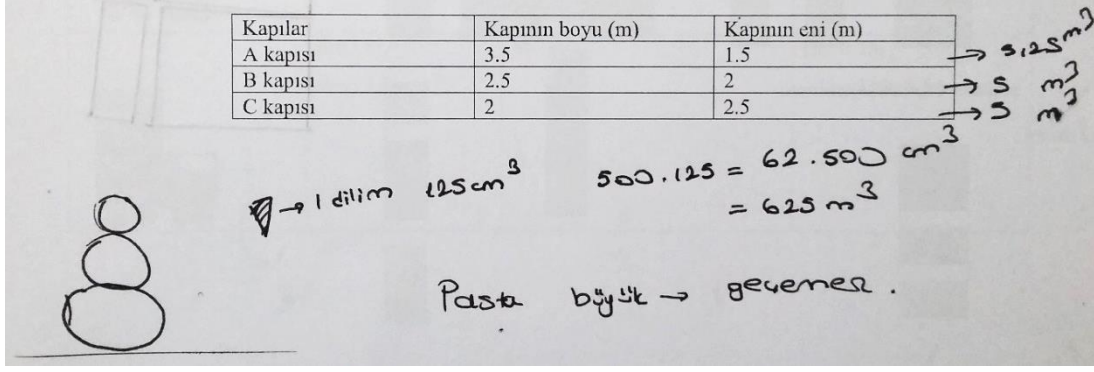 Kapılar Kapının boyu (m) Kapının eni (m)
A kapısı 3.5 1.5 → 5,25 m³
B kapısı 2.5 2 → 5 m³
C kapısı 2 2.5 → 5 m³
→ 1 dilim 125 cm³ 500.125 = 62.500 cm³
= 625 m³
Pasta büyük → geçemez.